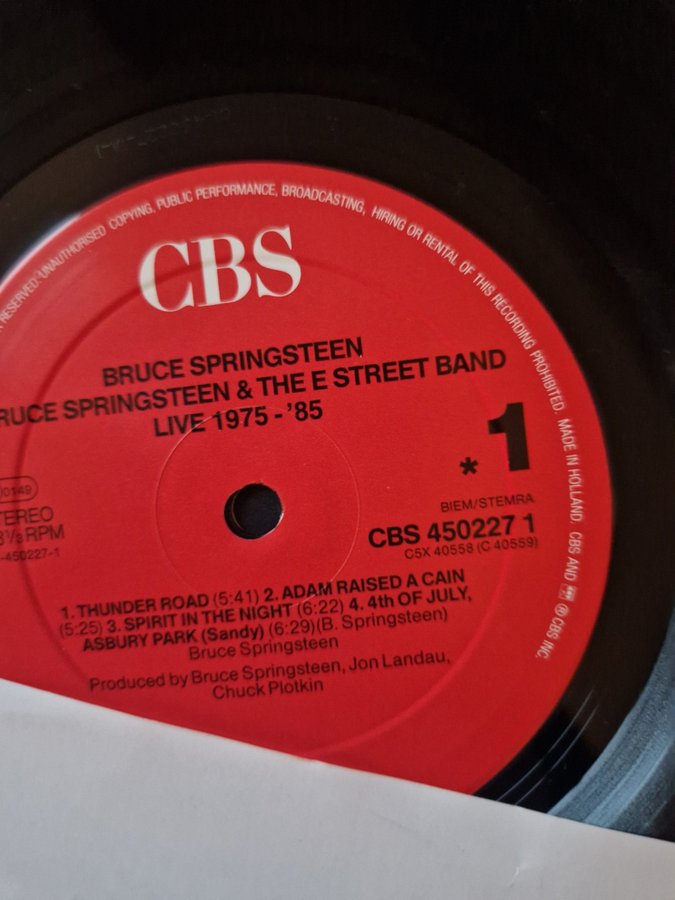 RESERVED·UNAUTHORISED COPYING, PUBLIC PERFORMANCE, BROADCASTING, HIRING OR RENTAL OF THIS RECORDING PROHIBITED. MADE IN HOLLAND. CBS AND ℗ CBS INC.
CBS
BRUCE SPRINGSTEEN
RUCE SPRINGSTEEN & THE E STREET BAND
LIVE 1975 - '85
* 1
0149
TEREO
3⅓ RPM
-450227-1
BIEM/STEMRA
CBS 450227 1
C5X 40558 (C 40559)
1. THUNDER ROAD (5:41) 2. ADAM RAISED A CAIN
(5:25) 3. SPIRIT IN THE NIGHT (6:22) 4. 4th OF JULY,
ASBURY PARK (Sandy) (6:29) (B. Springsteen)
Bruce Springsteen
Produced by Bruce Springsteen, Jon Landau,
Chuck Plotkin